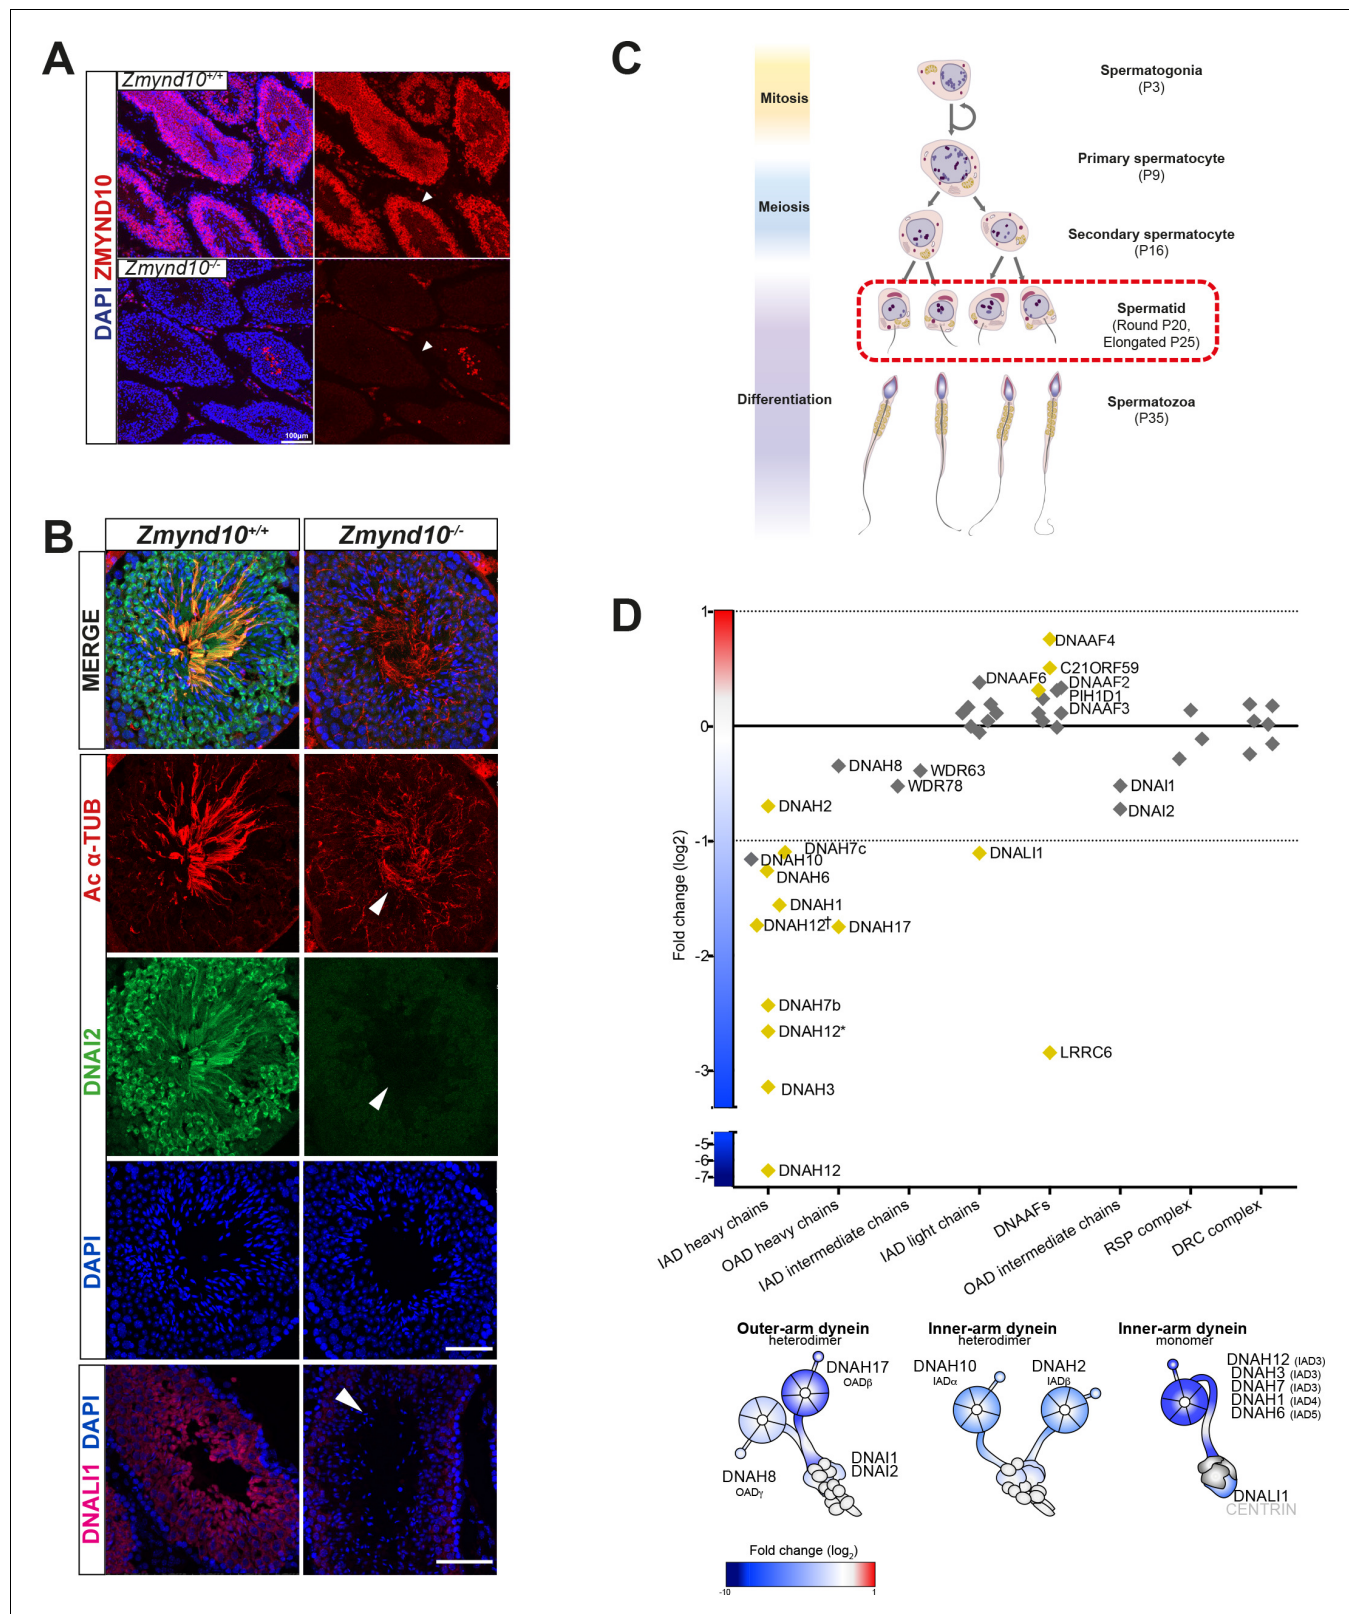 A
Zmynd10+/+
Zmynd10-/-
DAPI ZMYND10
100µm
B
Zmynd10+/+
Zmynd10-/-
MERGE
Ac α-TUB
DNAI2
DAPI
DNALI1 DAPI
C
Mitosis
Meiosis
Differentiation
Spermatogonia
(P3)
Primary spermatocyte
(P9)
Secondary spermatocyte
(P16)
Spermatid
(Round P20,
Elongated P25)
Spermatozoa
(P35)
D
Fold change (log2)
1
0
-1
-2
-3
-5
-6
-7
DNAAF4
C21ORF59
DNAAF6
DNAAF2
PIH1D1
DNAAF3
DNAH8
WDR63
WDR78
DNAI1
DNAH2
DNAI2
DNAH7c
DNAH10
DNALI1
DNAH6
DNAH1
DNAH12†
DNAH17
DNAH7b
DNAH12*
LRRC6
DNAH3
DNAH12
IAD heavy chains
OAD heavy chains
IAD intermediate chains
IAD light chains
DNAAFs
OAD intermediate chains
RSP complex
DRC complex
Outer-arm dynein
heterodimer
DNAH17
OADβ
DNAH8
OADγ
DNAI1
DNAI2
Inner-arm dynein
heterodimer
DNAH10
IADα
DNAH2
IADβ
Inner-arm dynein
monomer
DNAH12 (IAD3)
DNAH3 (IAD3)
DNAH7 (IAD3)
DNAH1 (IAD4)
DNAH6 (IAD5)
DNALI1
CENTRIN
Fold change (log2)
-10
1